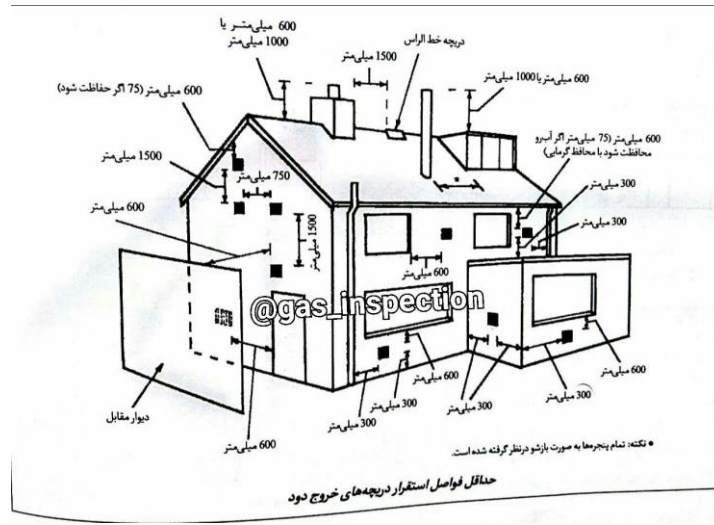 600 میلی‌متر یا
1000 میلی‌متر
1500 میلی‌متر
دریچه خط الراس
600 میلی‌متر (75 اگر حفاظت شود)
600 میلی‌متر یا 1000 میلی‌متر
600 میلی‌متر (75 میلی‌متر اگر آب‌رو
محافظت شود با محافظ گرمایی)
1500 میلی‌متر
750 میلی‌متر
300 میلی‌متر
600 میلی‌متر
1500 میلی‌متر
300 میلی‌متر
600 میلی‌متر
@gas_inspection
دیوار مقابل
600 میلی‌متر
300 میلی‌متر
300 میلی‌متر
600 میلی‌متر
300 میلی‌متر
300 میلی‌متر
600 میلی‌متر
* نکته: تمام پنجره‌ها به صورت بازشو درنظر گرفته شده است.
حداقل فواصل استقرار دریچه‌های خروج دود